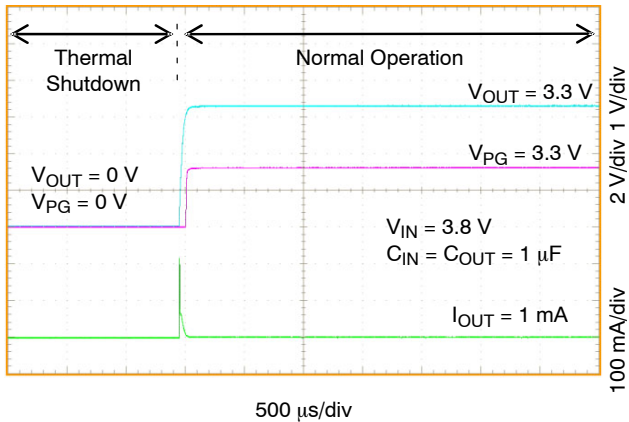 Thermal
Shutdown
Normal Operation
VOUT = 3.3 V
VPG = 3.3 V
VOUT = 0 V
VPG = 0 V
VIN = 3.8 V
CIN = COUT = 1 μF
IOUT = 1 mA
2 V/div 1 V/div
100 mA/div
500 μs/div